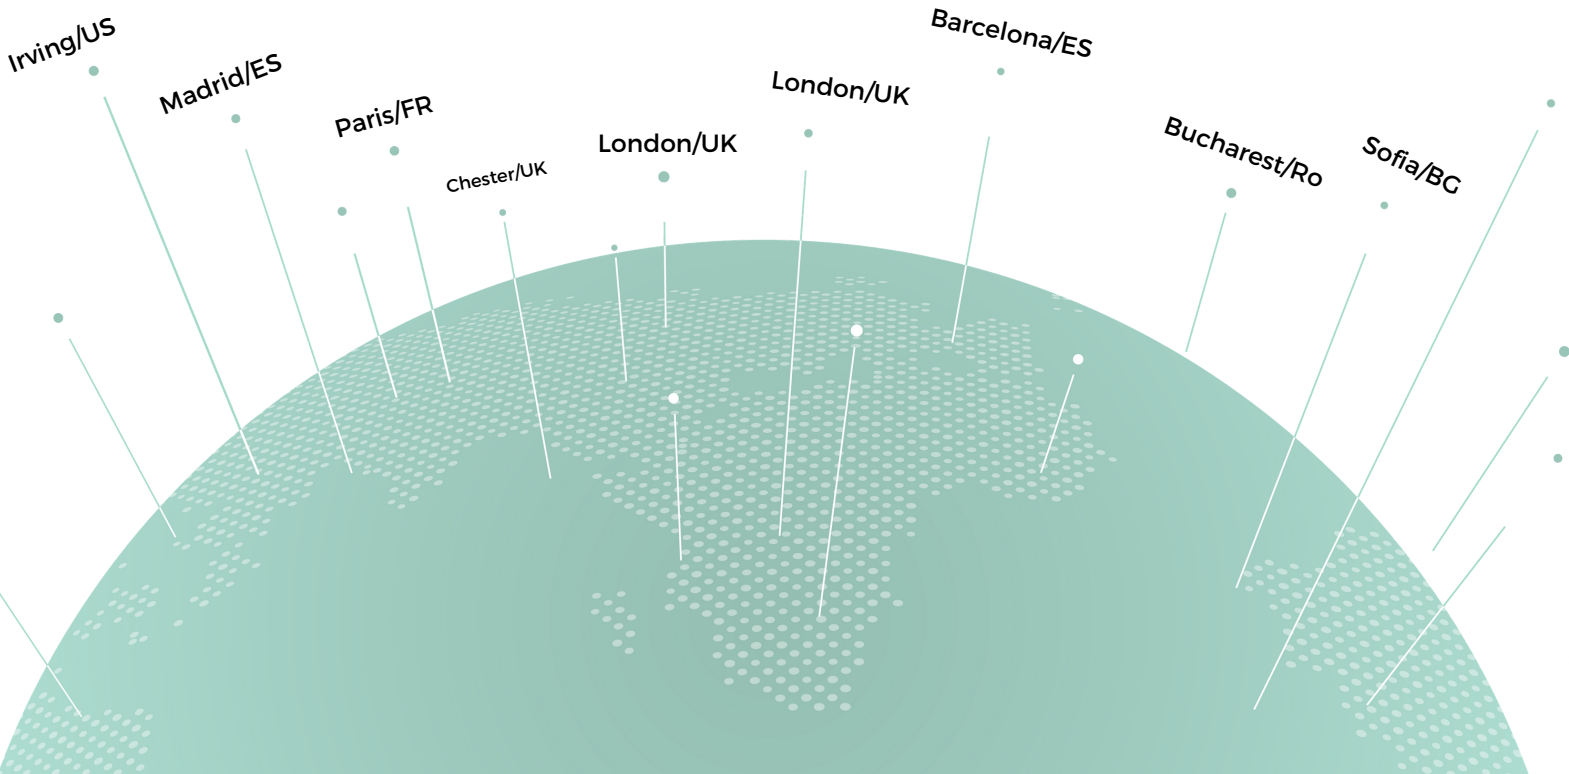 Irving/US
Madrid/ES
Paris/FR
Chester/UK
London/UK
London/UK
Barcelona/ES
Bucharest/Ro
Sofia/BG